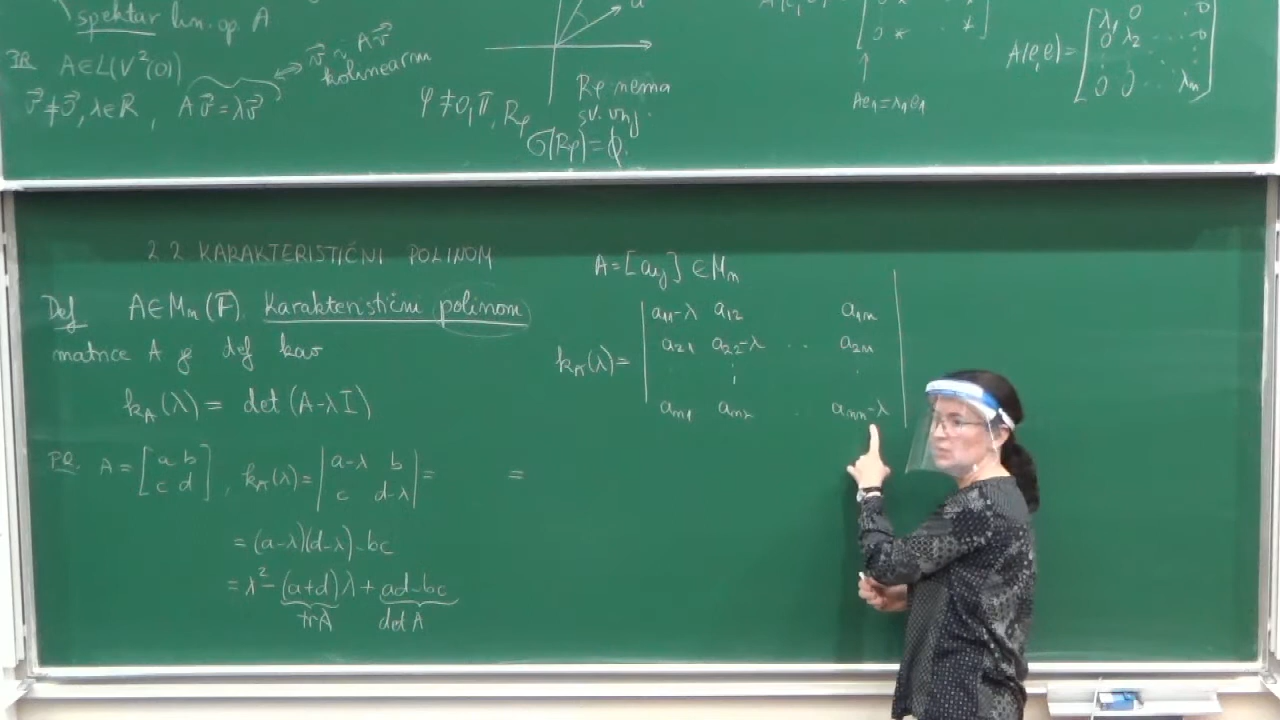 spektar lin. op. A
PR A∈L(V²(0))
v⃗ i Av⃗ kolinearni
v⃗≠0⃗, λ∈R, Av⃗=λv⃗
φ≠0,π, Rφ
Rφ nema
sv. vrij.
σ(Rφ)=∅.
Ae₁=λ₁e₁
A(e,e)= [λ₁ 0 .. 0
0 λ₂ ... 0
0 0 ... λn]
2.2 KARAKTERISTIČNI POLINOM
Def A∈Mn(F). Karakteristični polinom
matrice A je def kao
kA(λ) = det(A-λI)
PR. A=[a b
c d], kA(λ)=|a-λ b
c d-λ|= =
=(a-λ)(d-λ)-bc
=λ²-(a+d)λ+ad-bc
trA detA
A=[aij]∈Mn
kA(λ)=|a11-λ a12 a1n
a21 a22-λ .. a2n
an1 an2 .. ann-λ|